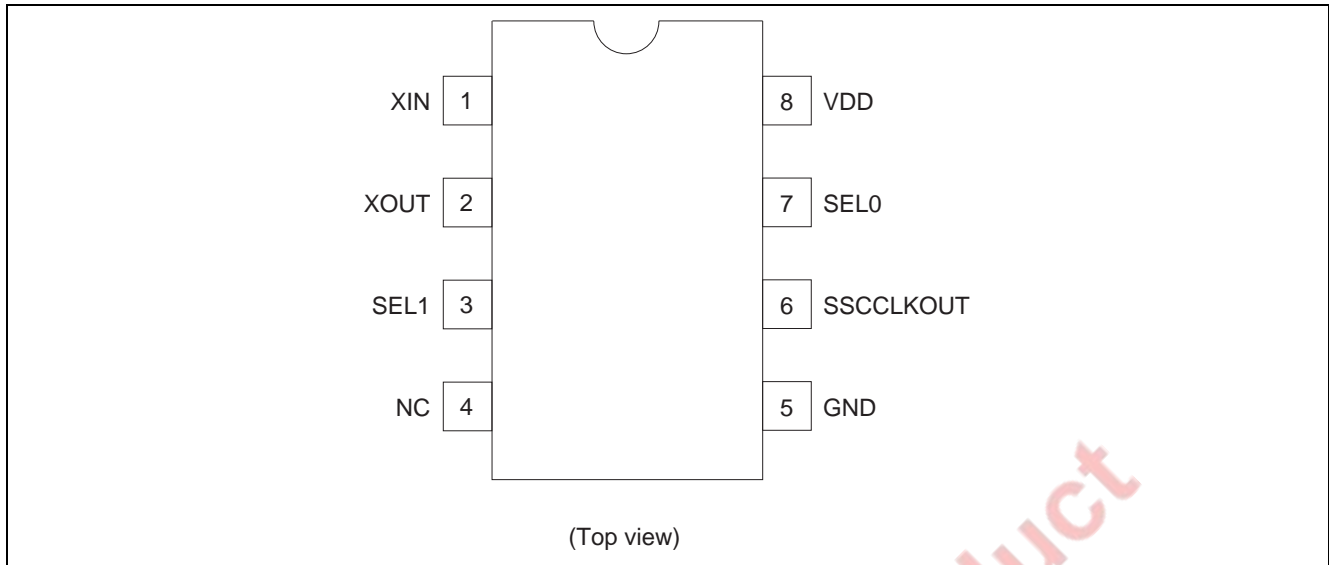 XIN 1
8 VDD
XOUT 2
7 SEL0
SEL1 3
6 SSCCLKOUT
NC 4
5 GND
(Top view)